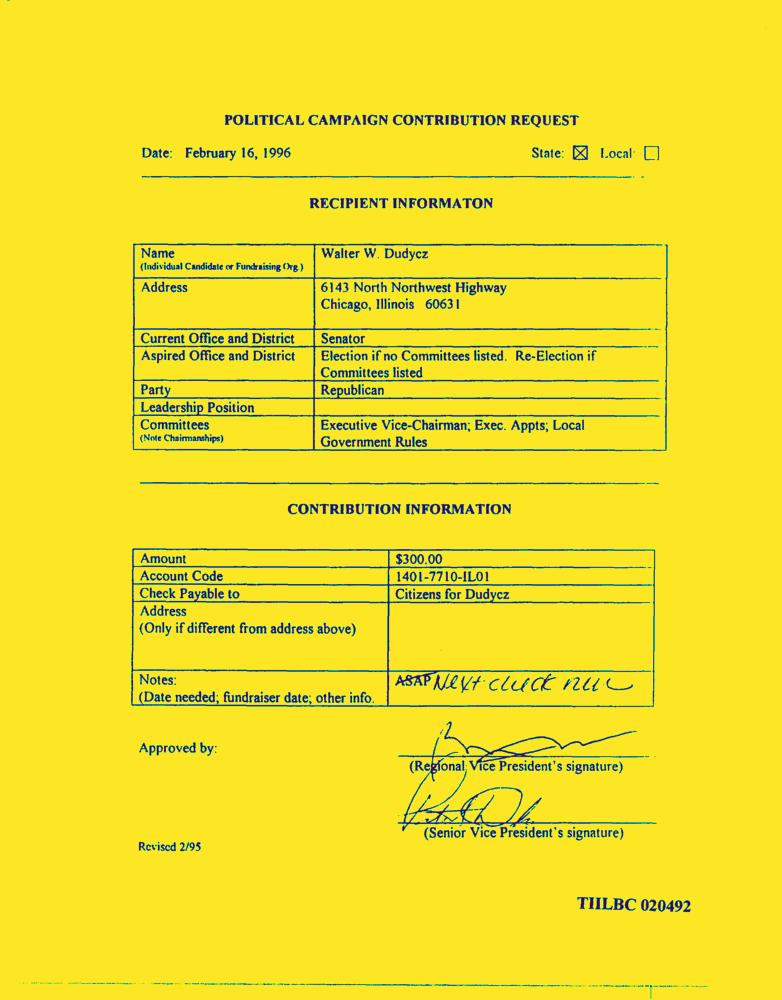 POLITICAL CAMPAIGN CONTRIBUTION REQUEST
Date: February 16, 1996 State: ☒ Local: ☐
RECIPIENT INFORMATON
Name Walter W. Dudycz
(Individual Candidate or Fundraising Org.)
Address 6143 North Northwest Highway
Chicago, Illinois 60631
Current Office and District Senator
Aspired Office and District Election if no Committees listed. Re-Election if
Committees listed
Party Republican
Leadership Position
Committees Executive Vice-Chairman; Exec. Appts; Local
(Note Chairmanships) Government Rules
CONTRIBUTION INFORMATION
Amount $300.00
Account Code 1401-7710-IL01
Check Payable to Citizens for Dudycz
Address
(Only if different from address above)
Notes: ASAP Next check run
(Date needed; fundraiser date; other info.
Approved by:
(Regional Vice President's signature)
(Senior Vice President's signature)
Revised 2/95
TIILBC 020492